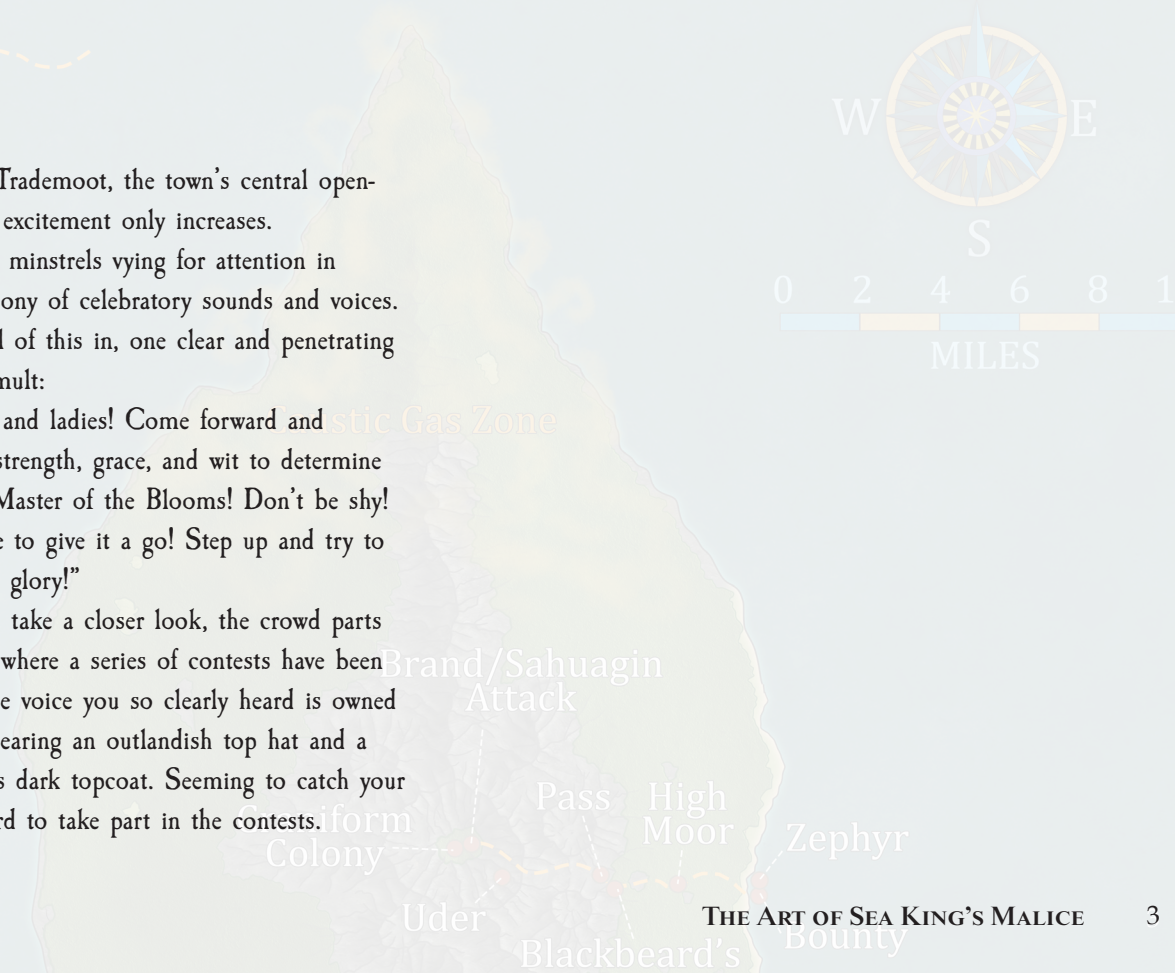 Trademoot, the town's central open-
excitement only increases.
minstrels vying for attention in
ony of celebratory sounds and voices.
l of this in, one clear and penetrating
mult:
and ladies! Come forward and
strength, grace, and wit to determine
Master of the Blooms! Don't be shy!
e to give it a go! Step up and try to
glory!"
take a closer look, the crowd parts
where a series of contests have been
e voice you so clearly heard is owned
earing an outlandish top hat and a
s dark topcoat. Seeming to catch your
rd to take part in the contests.
W E
S
0 2 4 6 8 1
MILES
Gas Zone
Brand/Sahuagin
Attack
Pass
High
Moor
Zephyr
Colony
Uder
Blackbeard's
Bounty
THE ART OF SEA KING'S MALICE 3